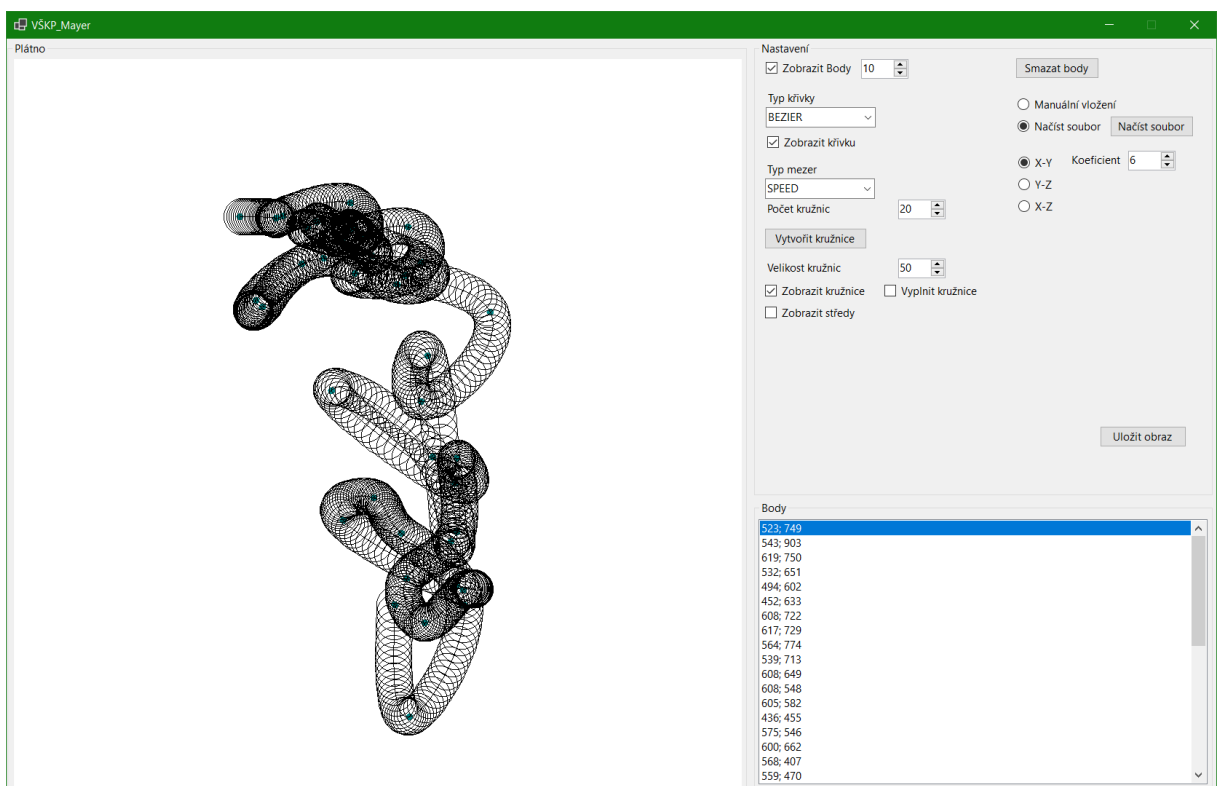 VŠKP_Mayer
Plátno
Nastavení
Zobrazit Body 10
Smazat body
Typ křivky
BEZIER
Manuální vložení
Načíst soubor Načíst soubor
Zobrazit křivku
X-Y Koeficient 6
Typ mezer
SPEED
Y-Z
Počet kružnic 20
X-Z
Vytvořit kružnice
Velikost kružnic 50
Zobrazit kružnice Vyplnit kružnice
Zobrazit středy
Uložit obraz
Body
523; 749
543; 903
619; 750
532; 651
494; 602
452; 633
608; 722
617; 729
564; 774
539; 713
608; 649
608; 548
605; 582
436; 455
575; 546
600; 662
568; 407
559; 470